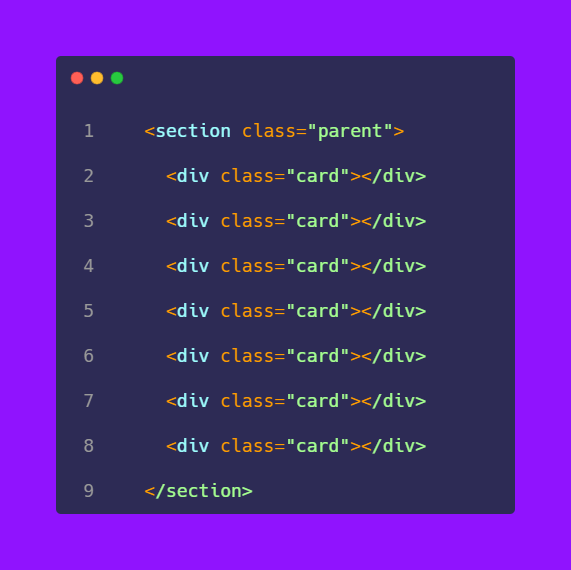 1 <section class="parent">
2 <div class="card"></div>
3 <div class="card"></div>
4 <div class="card"></div>
5 <div class="card"></div>
6 <div class="card"></div>
7 <div class="card"></div>
8 <div class="card"></div>
9 </section>